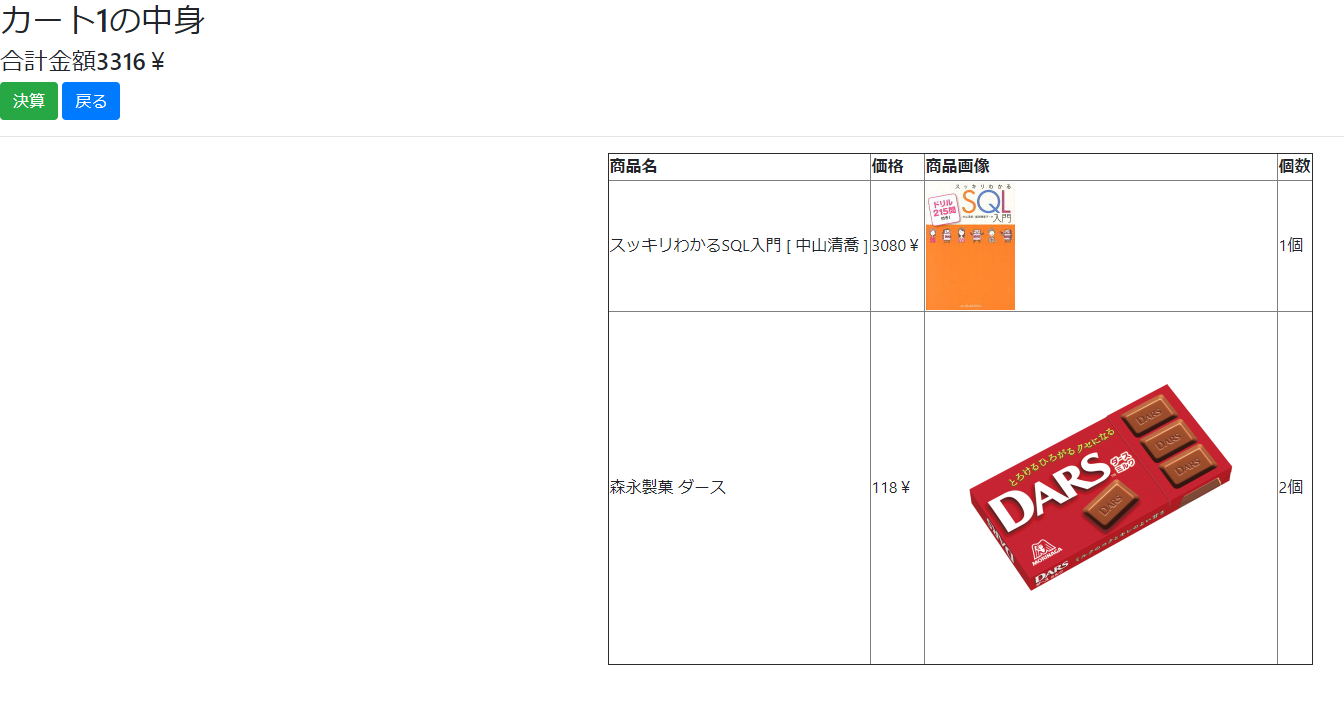 カート1の中身
合計金額3316￥
決算 戻る
商品名 価格 商品画像 個数
スッキリわかるSQL入門 [ 中山清喬 ] 3080￥ 1個
スッキリわかる
SQL
入門
ドリル
215問
付き!
森永製菓 ダース 118￥ 2個
とろけるひろがるクセになる
DARS
ダース
ミルク
DARS
DARS
DARS
DARS
MORINAGA
DARS